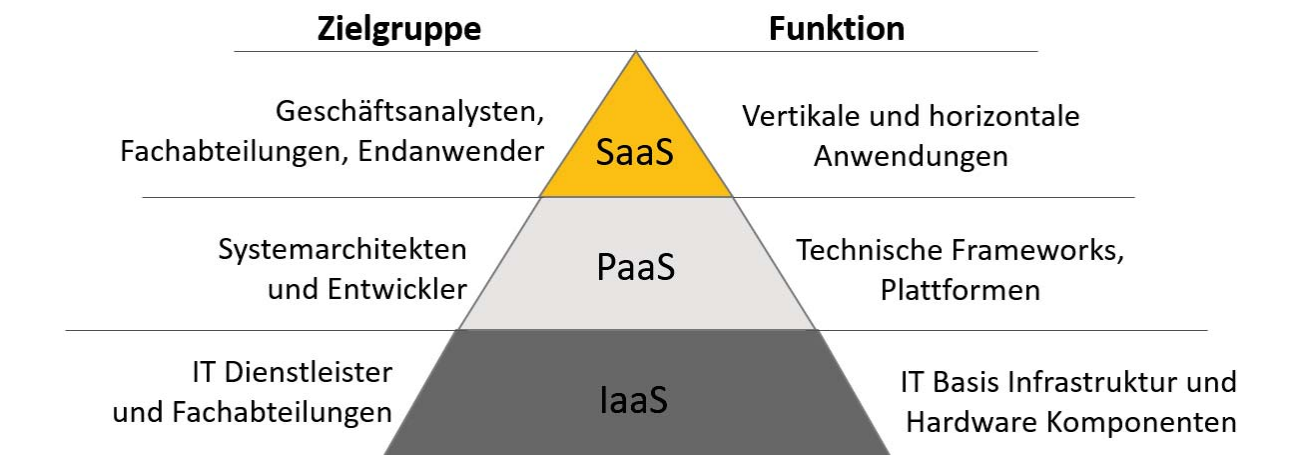 Zielgruppe
Funktion
Geschäftsanalysten,
Fachabteilungen, Endanwender
SaaS
Vertikale und horizontale
Anwendungen
Systemarchitekten
und Entwickler
PaaS
Technische Frameworks,
Plattformen
IT Dienstleister
und Fachabteilungen
IaaS
IT Basis Infrastruktur und
Hardware Komponenten